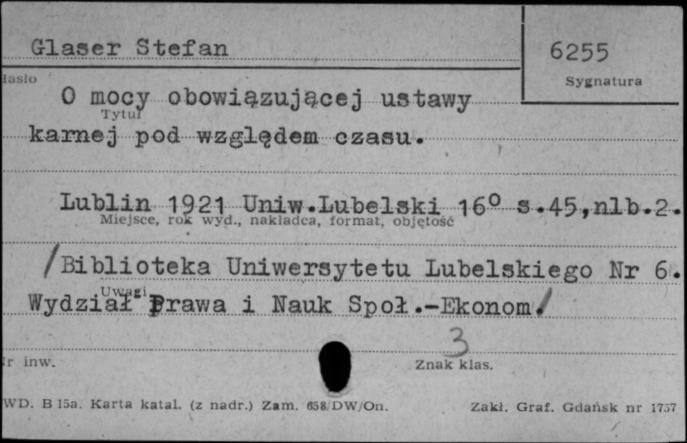 Glaser Stefan
6255
Hasło
Sygnatura
O mocy obowiązującej ustawy
Tytuł
karnej pod względem czasu.
Lublin 1921 Uniw.Lubelski 16° s.45,nlb.2.
Miejsce, rok wyd., nakładca, format, objętość
/Biblioteka Uniwersytetu Lubelskiego Nr 6.
Uwagi
Wydział Prawa i Nauk Społ.-Ekonom/
3
Nr inw.
Znak klas.
WD. B 15a. Karta katal. (z nadr.) Zam. 658/DW/On.
Zakł. Graf. Gdańsk nr 1757